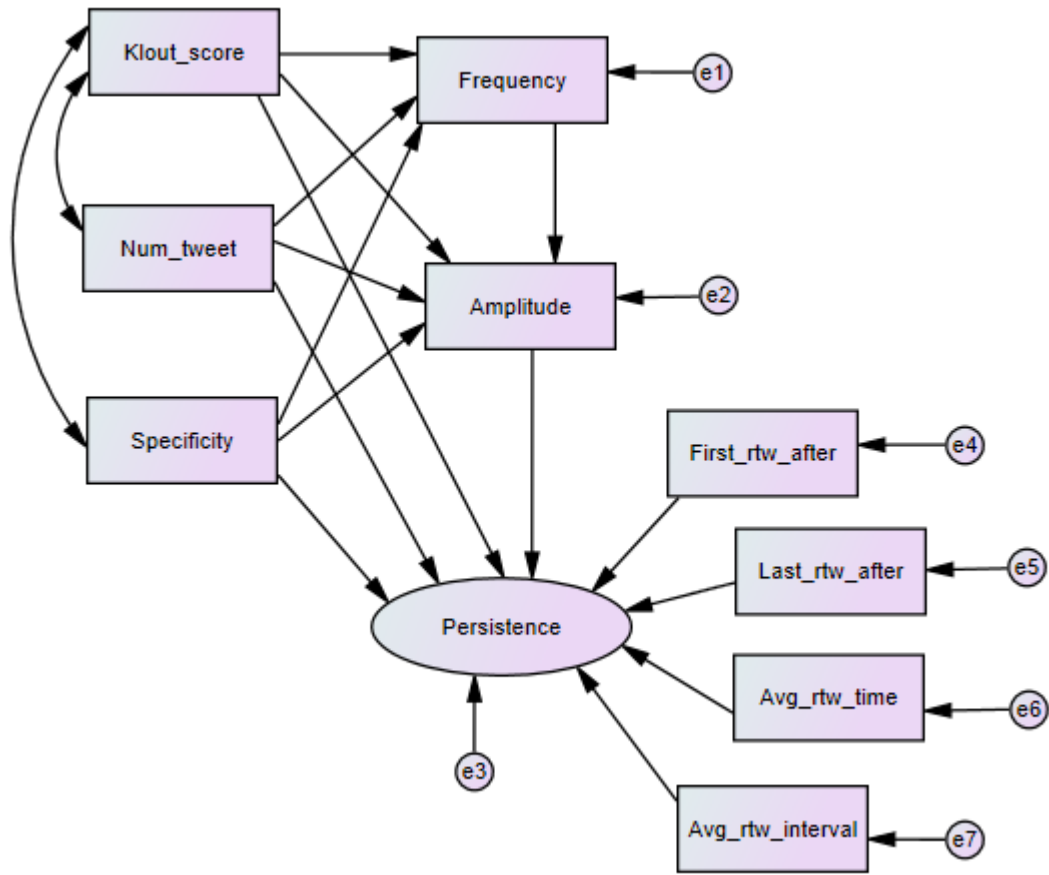 Klout_score
Frequency
e1
Num_tweet
Amplitude
e2
Specificity
First_rtw_after
e4
Last_rtw_after
e5
Persistence
Avg_rtw_time
e6
e3
Avg_rtw_interval
e7